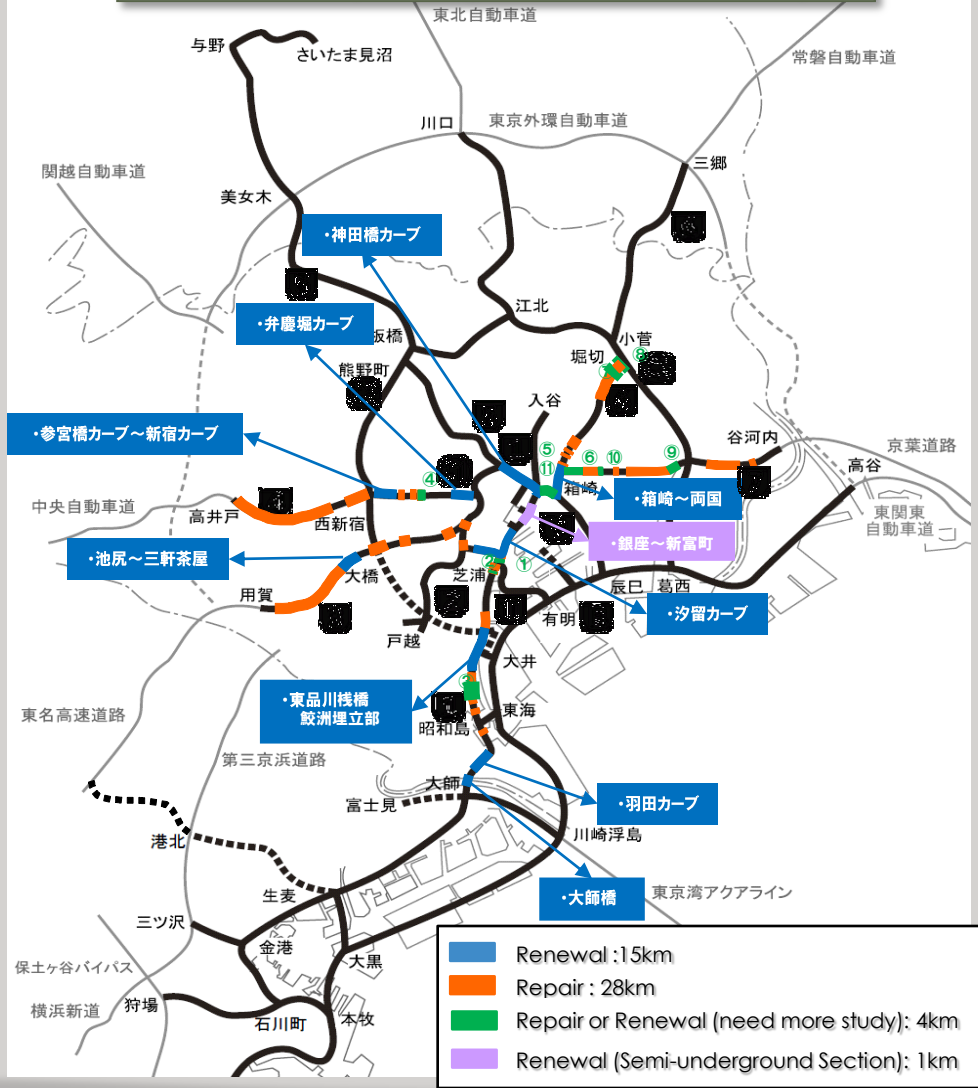 東北自動車道
与野
さいたま見沼
常磐自動車道
川口
東京外環自動車道
三郷
関越自動車道
美女木
・神田橋カーブ
江北
・弁慶堀カーブ
板橋
小菅
堀切
⑧
熊野町
入谷
・参宮橋カーブ～新宿カーブ
谷河内
京葉道路
⑤
⑥
⑩
⑨
高谷
④
⑪
箱崎
・箱崎～両国
中央自動車道
高井戸
西新宿
東関東
自動車道
・銀座～新富町
・池尻～三軒茶屋
大橋
芝浦
①
辰巳
葛西
用賀
有明
・汐留カーブ
戸越
大井
・東品川桟橋
鮫洲埋立部
東名高速道路
昭和島
東海
第三京浜道路
大師
富士見
・羽田カーブ
港北
川崎浮島
生麦
・大師橋
東京湾アクアライン
三ツ沢
金港
大黒
保土ヶ谷バイパス
狩場
横浜新道
石川町
本牧
Renewal :15km
Repair : 28km
Repair or Renewal (need more study): 4km
Renewal (Semi-underground Section): 1km